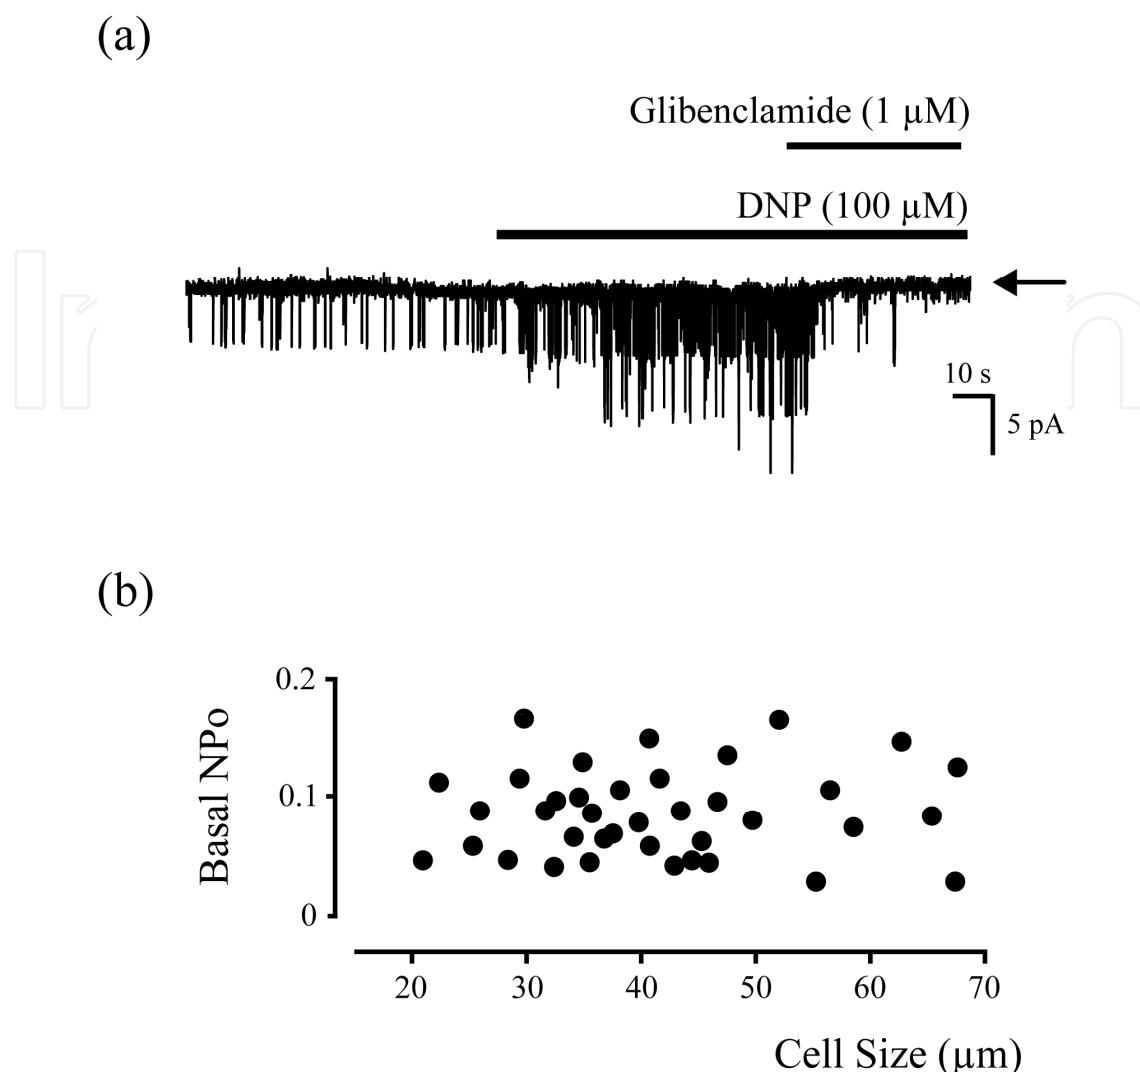 (a)
Glibenclamide (1 µM)
DNP (100 µM)
10 s
5 pA
(b)
0.2
0.1
0
Basal NPo
20 30 40 50 60 70
Cell Size (µm)